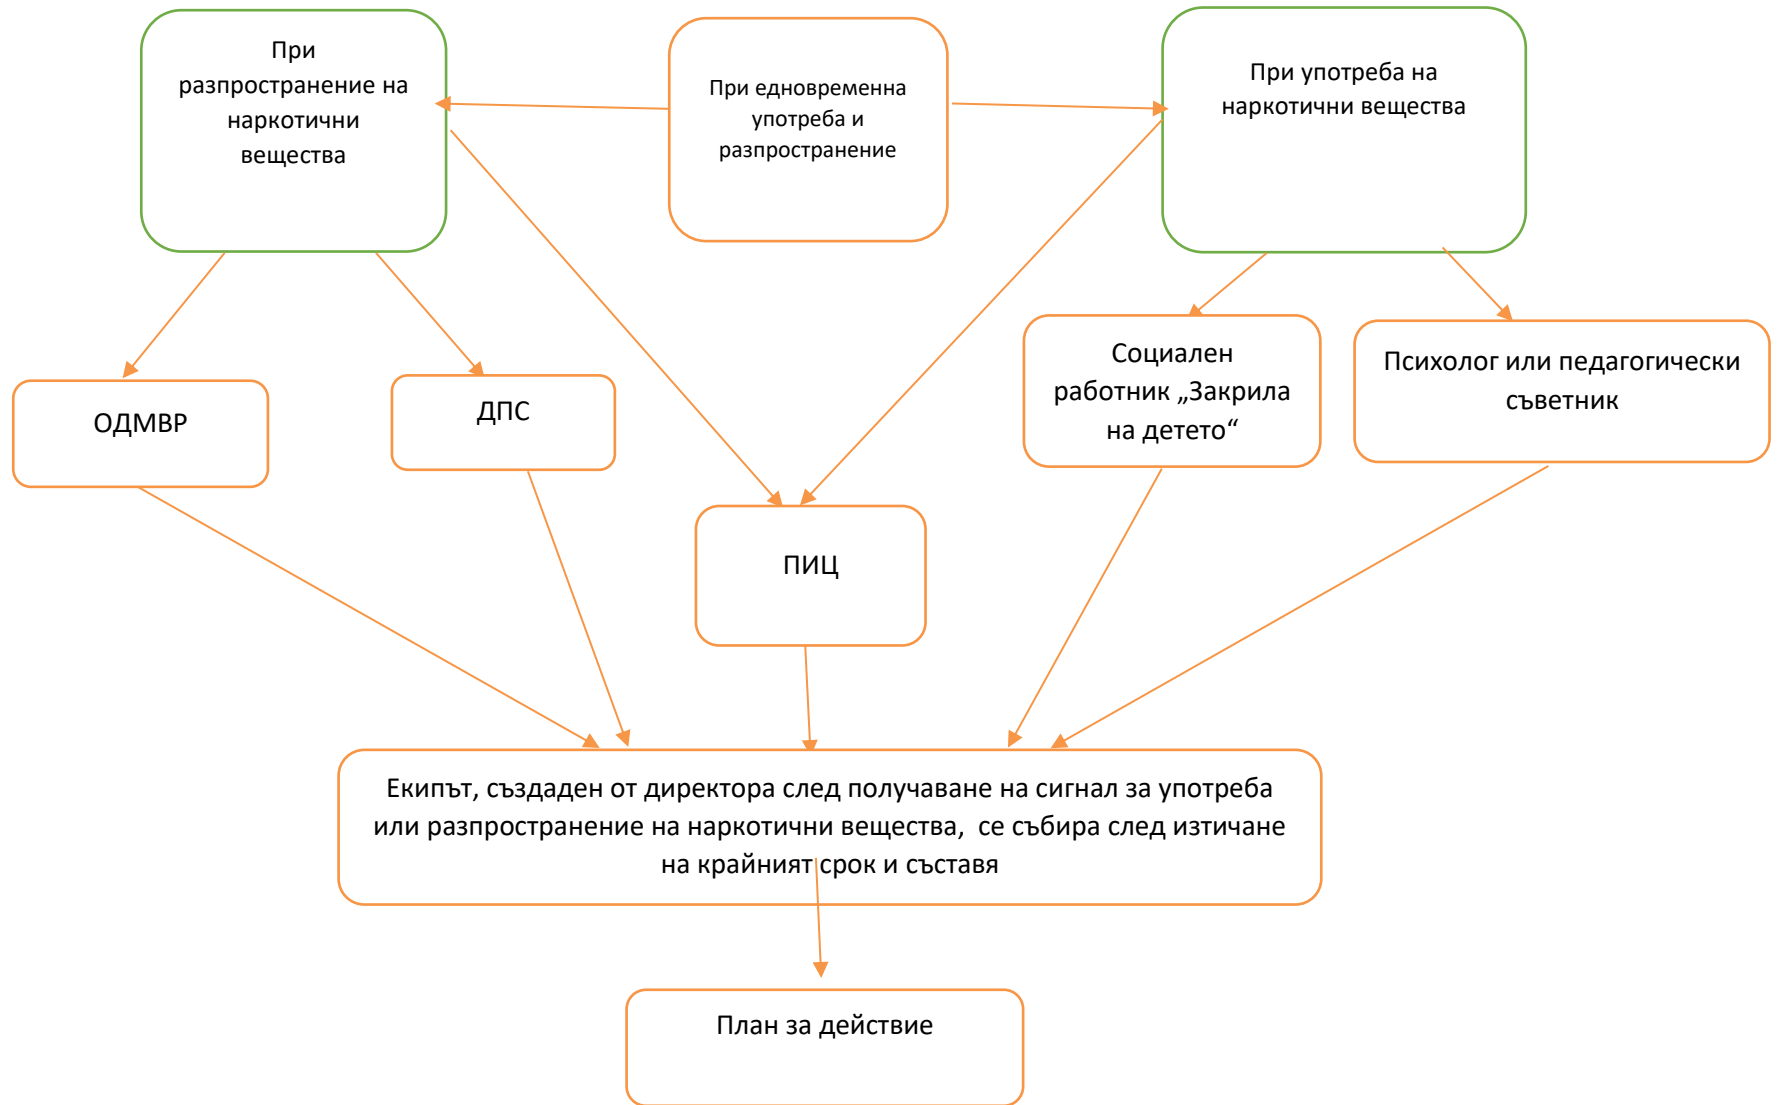 При
разпространение на
наркотични
вещества
При едновременна
употреба и
разпространение
При употреба на
наркотични вещества
ОДМВР
ДПС
Социален
работник „Закрила
на детето“
Психолог или педагогически
съветник
ПИЦ
Екипът, създаден от директора след получаване на сигнал за употреба
или разпространение на наркотични вещества, се събира след изтичане
на крайният срок и съставя
План за действие